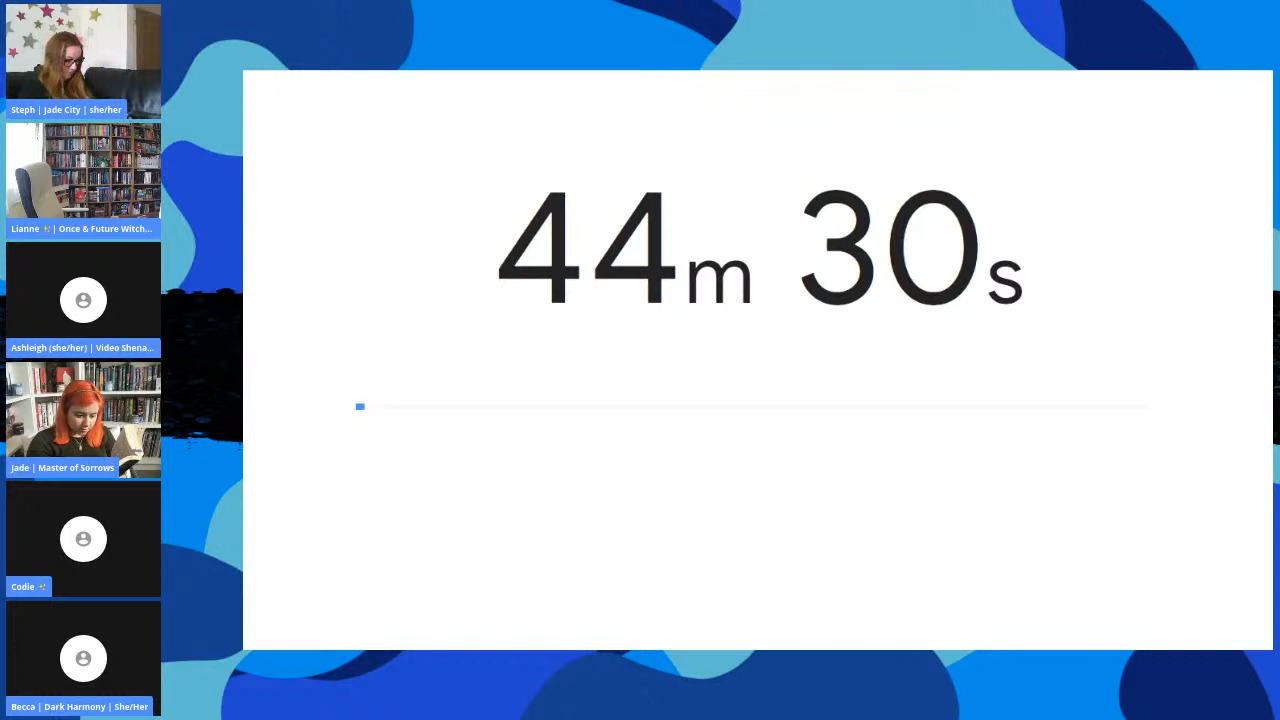 Steph | Jade City | she/her
Lianne ✨ | Once & Future Witch...
Ashleigh (she/her) | Video Shena...
Jade | Master of Sorrows
Codie ✨
Becca | Dark Harmony | She/Her
44m 30s